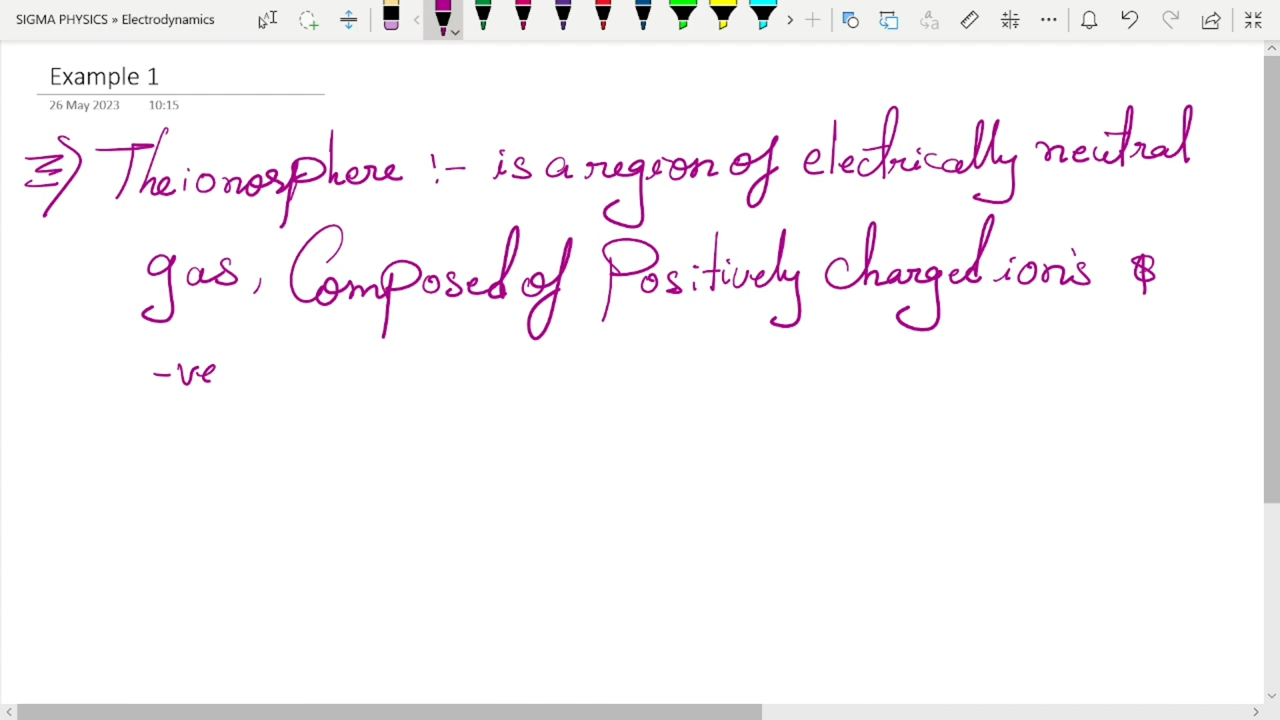 SIGMA PHYSICS » Electrodynamics
Example 1
26 May 2023 10:15
The ionosphere :- is a region of electrically neutral
gas, Composed of Positively charged ion's &
-ve